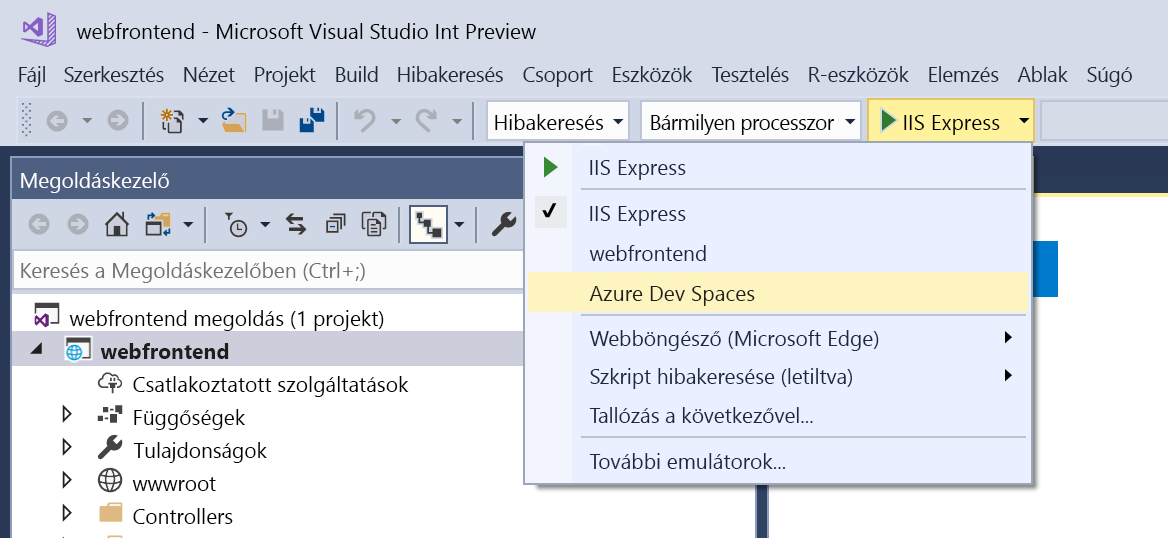 webfrontend - Microsoft Visual Studio Int Preview
Fájl Szerkesztés Nézet Projekt Build Hibakeresés Csoport Eszközök Tesztelés R-eszközök Elemzés Ablak Súgó
Hibakeresés Bármilyen processzor IIS Express
IIS Express
IIS Express
webfrontend
Azure Dev Spaces
Webböngésző (Microsoft Edge)
Szkript hibakeresése (letiltva)
Tallózás a következővel...
További emulátorok...
Megoldáskezelő
Keresés a Megoldáskezelőben (Ctrl+;)
webfrontend megoldás (1 projekt)
webfrontend
Csatlakoztatott szolgáltatások
Függőségek
Tulajdonságok
wwwroot
Controllers